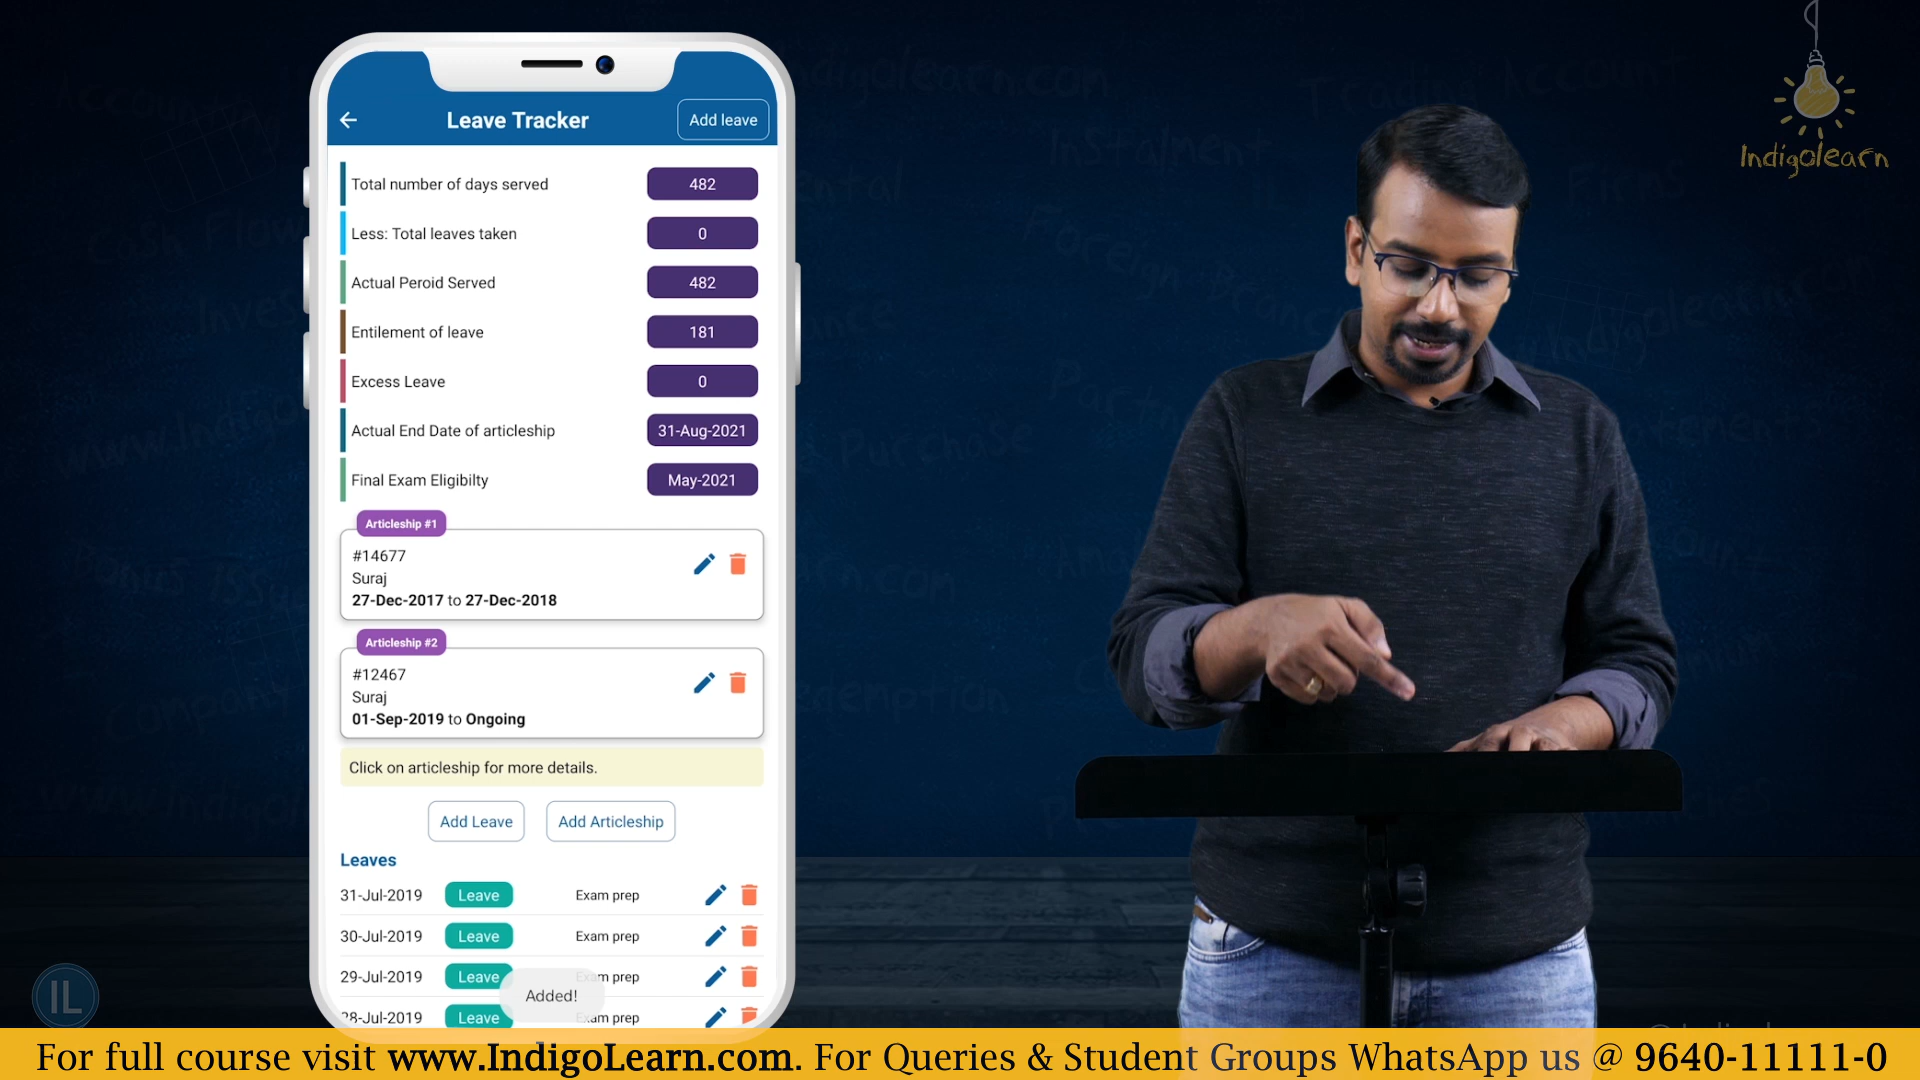 Leave Tracker
Add leave
Total number of days served
482
Less: Total leaves taken
0
Actual Peroid Served
482
Entilement of leave
181
Excess Leave
0
Actual End Date of articleship
31-Aug-2021
Final Exam Eligibilty
May-2021
Articleship #1
#14677
Suraj
27-Dec-2017 to 27-Dec-2018
Articleship #2
#12467
Suraj
01-Sep-2019 to Ongoing
Click on articleship for more details.
Add Leave
Add Articleship
Leaves
31-Jul-2019 Leave Exam prep
30-Jul-2019 Leave Exam prep
29-Jul-2019 Leave Exam prep
28-Jul-2019 Leave Exam prep
Added!
Indigolearn
IL
For full course visit www.IndigoLearn.com. For Queries & Student Groups WhatsApp us @ 9640-11111-0